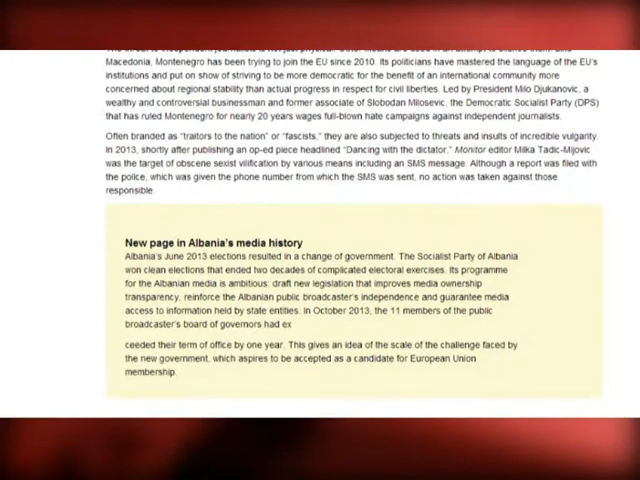 Macedonia, Montenegro has been trying to join the EU since 2010. Its politicians have mastered the language of the EU's
institutions and put on show of striving to be more democratic for the benefit of an international community more
concerned about regional stability than actual progress in respect for civil liberties. Led by President Milo Djukanovic, a
wealthy and controversial businessman and former associate of Slobodan Milosevic, the Democratic Socialist Party (DPS)
that has ruled Montenegro for nearly 20 years wages full-blown hate campaigns against independent journalists.
Often branded as "traitors to the nation" or "fascists," they are also subjected to threats and insults of incredible vulgarity.
In 2013, shortly after publishing an op-ed piece headlined "Dancing with the dictator," Monitor editor Milka Tadic-Mijovic
was the target of obscene sexist vilification by various means including an SMS message. Although a report was filed with
the police, which was given the phone number from which the SMS was sent, no action was taken against those
responsible
New page in Albania's media history
Albania's June 2013 elections resulted in a change of government. The Socialist Party of Albania
won clean elections that ended two decades of complicated electoral exercises. Its programme
for the Albanian media is ambitious: draft new legislation that improves media ownership
transparency, reinforce the Albanian public broadcaster's independence and guarantee media
access to information held by state entities. In October 2013, the 11 members of the public
broadcaster's board of governors had ex
ceeded their term of office by one year. This gives an idea of the scale of the challenge faced by
the new government, which aspires to be accepted as a candidate for European Union
membership.